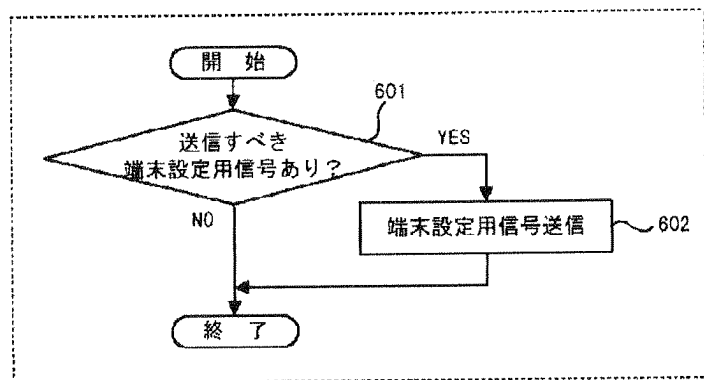 開 始
601
送信すべき
端末設定用信号あり?
YES
NO
端末設定用信号送信
602
終 了